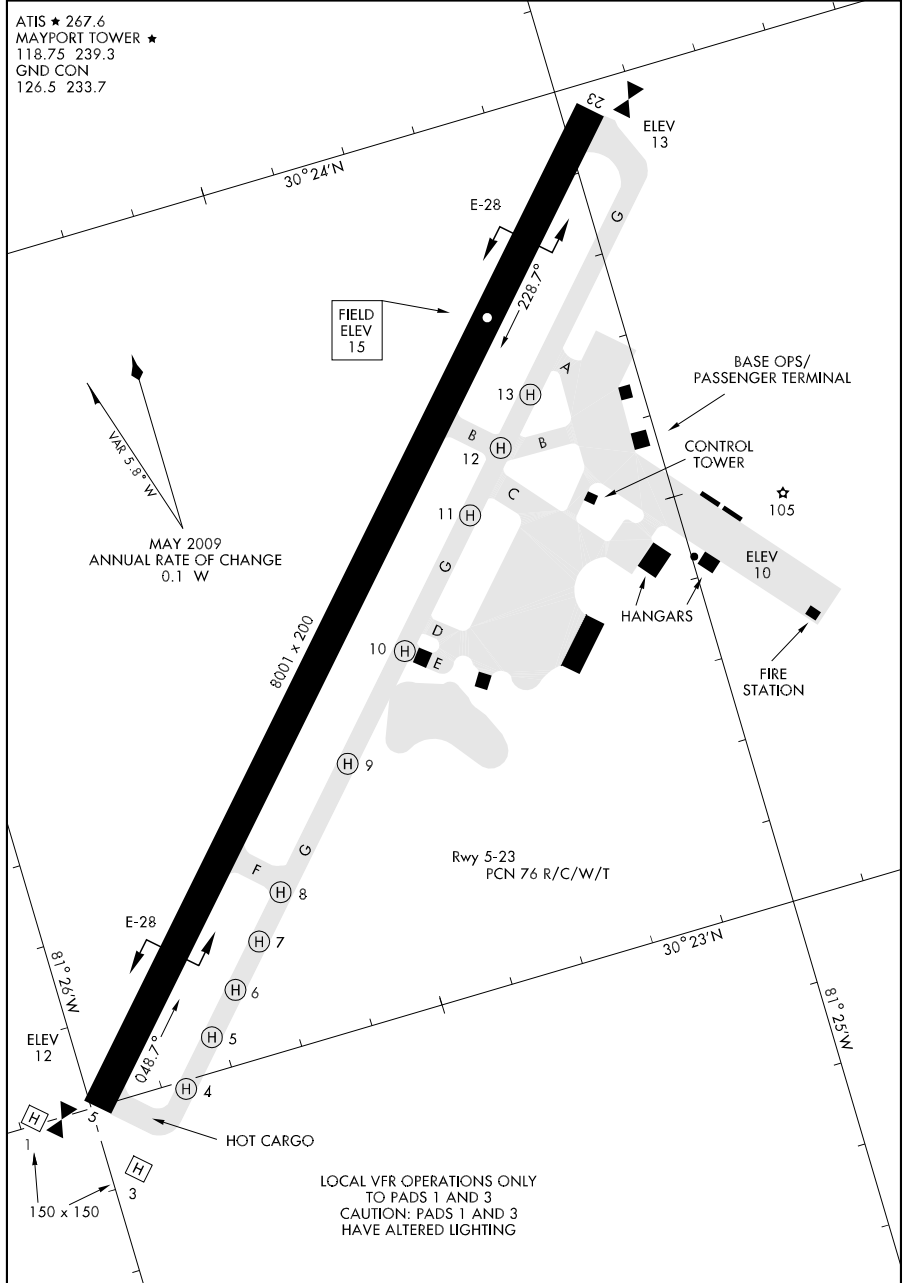 ATIS ★ 267.6
MAYPORT TOWER ★
118.75 239.3
GND CON
126.5 233.7
23
ELEV
13
30°24'N
E-28
G
228.7°
FIELD
ELEV
15
A
BASE OPS/
PASSENGER TERMINAL
13 H
B
B
12 H
CONTROL
TOWER
C
VAR 5.8° W
11 H
105
MAY 2009
ANNUAL RATE OF CHANGE
0.1 W
G
ELEV
10
HANGARS
8001 x 200
D
10 H
E
FIRE
STATION
H 9
G
Rwy 5-23
PCN 76 R/C/W/T
F
H 8
E-28
H 7
30°23'N
81°26'W
H 6
81°25'W
ELEV
12
048.7°
H 5
H 4
5
H
1
HOT CARGO
H
3
150 x 150
LOCAL VFR OPERATIONS ONLY
TO PADS 1 AND 3
CAUTION: PADS 1 AND 3
HAVE ALTERED LIGHTING